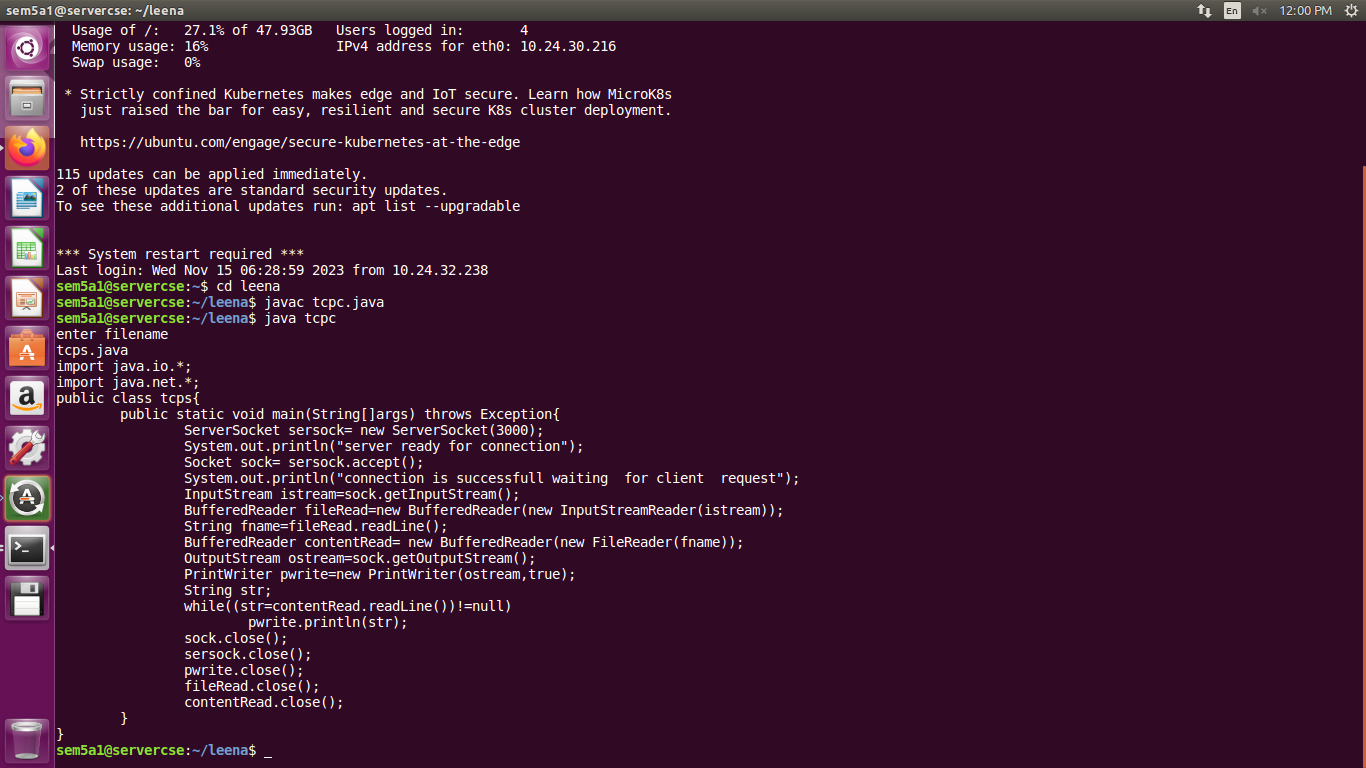 sem5a1@servercse: ~/leena
En
12:00 PM
Usage of /:   27.1% of 47.93GB   Users logged in:       4
Memory usage: 16%                IPv4 address for eth0: 10.24.30.216
Swap usage:   0%
* Strictly confined Kubernetes makes edge and IoT secure. Learn how MicroK8s
just raised the bar for easy, resilient and secure K8s cluster deployment.
https://ubuntu.com/engage/secure-kubernetes-at-the-edge
115 updates can be applied immediately.
2 of these updates are standard security updates.
To see these additional updates run: apt list --upgradable
*** System restart required ***
Last login: Wed Nov 15 06:28:59 2023 from 10.24.32.238
sem5a1@servercse:~$ cd leena
sem5a1@servercse:~/leena$ javac tcpc.java
sem5a1@servercse:~/leena$ java tcpc
enter filename
tcps.java
import java.io.*;
import java.net.*;
public class tcps{
        public static void main(String[]args) throws Exception{
                ServerSocket sersock= new ServerSocket(3000);
                System.out.println("server ready for connection");
                Socket sock= sersock.accept();
                System.out.println("connection is successfull waiting  for client  request");
                InputStream istream=sock.getInputStream();
                BufferedReader fileRead=new BufferedReader(new InputStreamReader(istream));
                String fname=fileRead.readLine();
                BufferedReader contentRead= new BufferedReader(new FileReader(fname));
                OutputStream ostream=sock.getOutputStream();
                PrintWriter pwrite=new PrintWriter(ostream,true);
                String str;
                while((str=contentRead.readLine())!=null)
                        pwrite.println(str);
                sock.close();
                sersock.close();
                pwrite.close();
                fileRead.close();
                contentRead.close();
        }
}
sem5a1@servercse:~/leena$ _